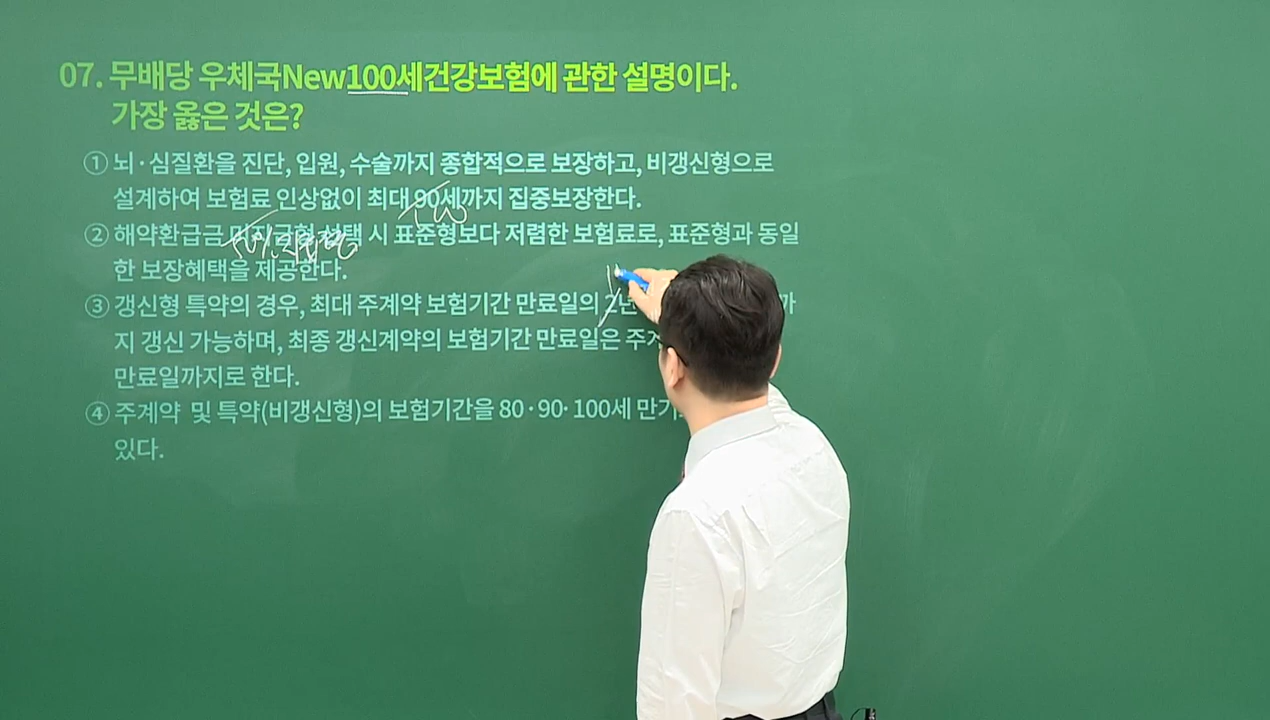 07. 무배당 우체국New100세건강보험에 관한 설명이다.
가장 옳은 것은?
① 뇌·심질환을 진단, 입원, 수술까지 종합적으로 보장하고, 비갱신형으로
설계하여 보험료 인상없이 최대 90세까지 집중보장한다.
100
② 해약환급금 시 표준형보다 저렴한 보험료로, 표준형과 동일
50%지급형
한 보장혜택을 제공한다.
③ 갱신형 특약의 경우, 최대 주계약 보험기간 만료일의 까
1
지 갱신 가능하며, 최종 갱신계약의 보험기간 만료일은
만료일까지로 한다.
④ 주계약 및 특약(비갱신형)의 보험기간을 80·90·100세
있다.